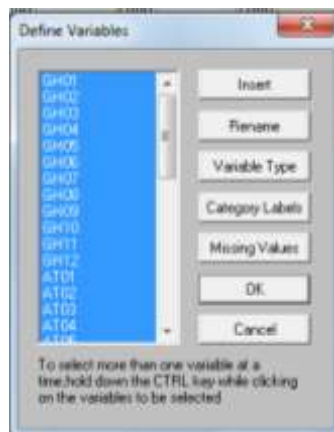 Define Variables
GH01
GH02
GH03
GH04
GH05
GH06
GH07
GH08
GH09
GH10
GH11
GH12
AT01
AT02
AT03
AT04
AT05
Insert
Rename
Variable Type
Category Labels
Missing Values
OK
Cancel
To select more than one variable at a
time,hold down the CTRL key while clicking
on the variables to be selected